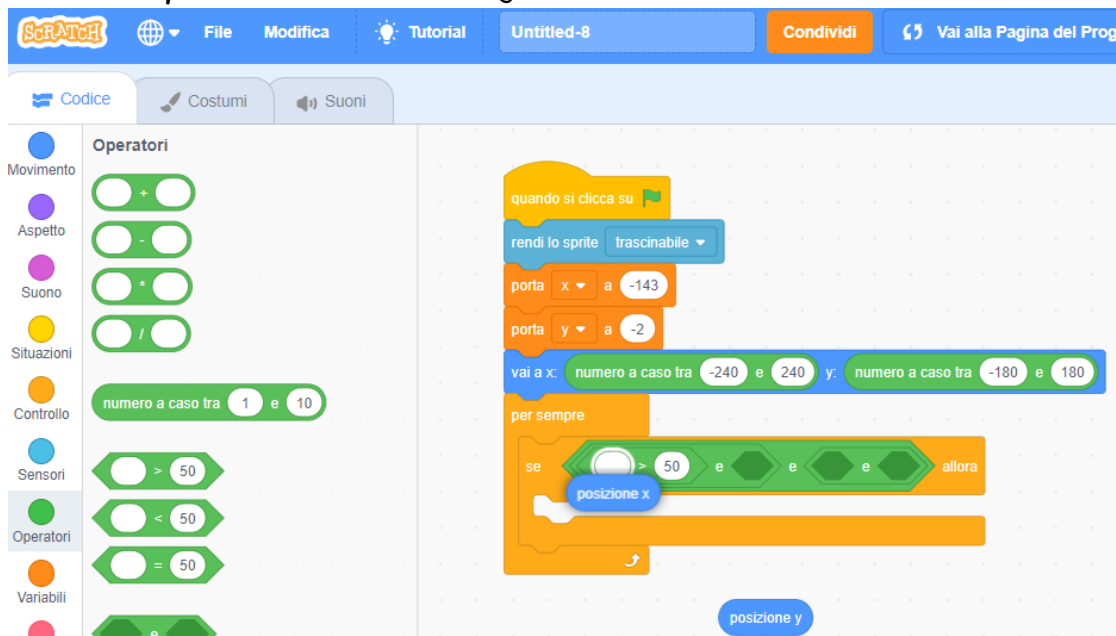 SCRATCH File Modifica Tutorial Untitled-8 Condividi Vai alla Pagina del Prog
Codice Costumi Suoni
Movimento
Aspetto
Suono
Situazioni
Controllo
Sensori
Operatori
Variabili
Operatori
+
-
*
/
numero a caso tra 1 e 10
> 50
< 50
= 50
e
quando si clicca su
rendi lo sprite trascinabile
porta x a -143
porta y a -2
vai a x: numero a caso tra -240 e 240 y: numero a caso tra -180 e 180
per sempre
se > 50 e e e allora
posizione x
posizione y